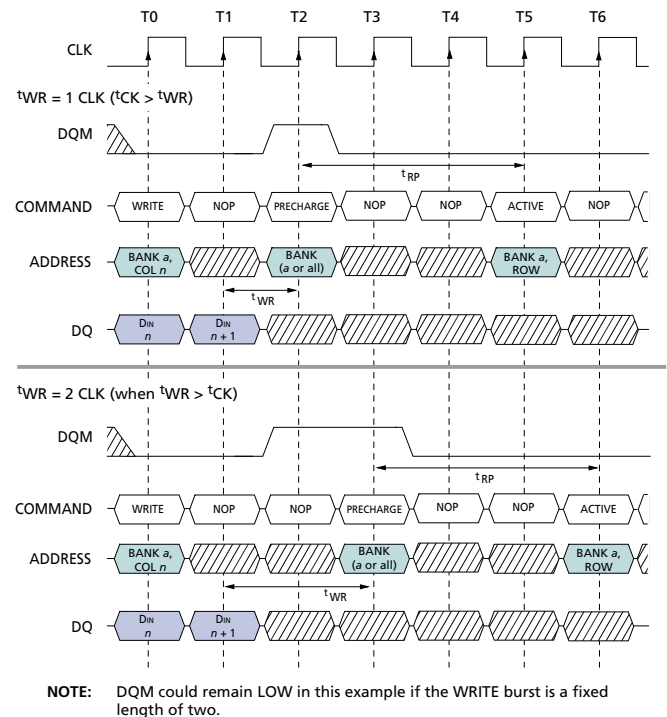 T0 T1 T2 T3 T4 T5 T6
CLK
tWR = 1 CLK (tCK > tWR)
DQM
tRP
COMMAND WRITE NOP PRECHARGE NOP NOP ACTIVE NOP
ADDRESS BANK a, COL n BANK (a or all) BANK a, ROW
tWR
DQ DIN n DIN n + 1
tWR = 2 CLK (when tWR > tCK)
DQM
tRP
COMMAND WRITE NOP NOP PRECHARGE NOP NOP ACTIVE
ADDRESS BANK a, COL n BANK (a or all) BANK a, ROW
tWR
DQ DIN n DIN n + 1
NOTE: DQM could remain LOW in this example if the WRITE burst is a fixed
length of two.